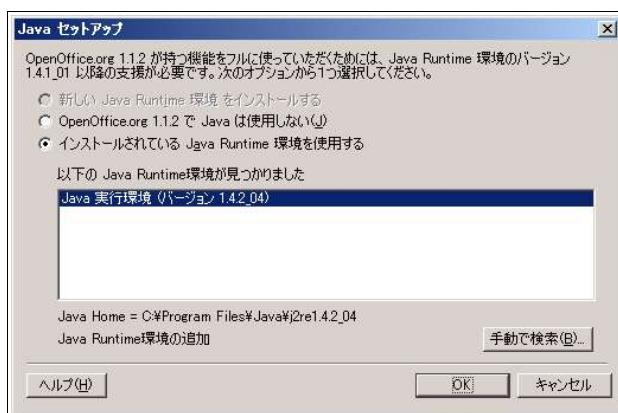 Java セットアップ
OpenOffice.org 1.1.2 が持つ機能をフルに使っていただくためには、Java Runtime 環境のバージョン
1.4.1_01 以降の支援が必要です。次のオプションから1つ選択してください。
新しい Java Runtime 環境 をインストールする
OpenOffice.org 1.1.2 で Java は使用しない(J)
インストールされている Java Runtime 環境を使用する
以下の Java Runtime環境が見つかりました
Java 実行環境 (バージョン 1.4.2_04)
Java Home = C:¥Program Files¥Java¥j2re1.4.2_04
Java Runtime環境の追加
手動で検索(B)...
ヘルプ(H)
OK
キャンセル